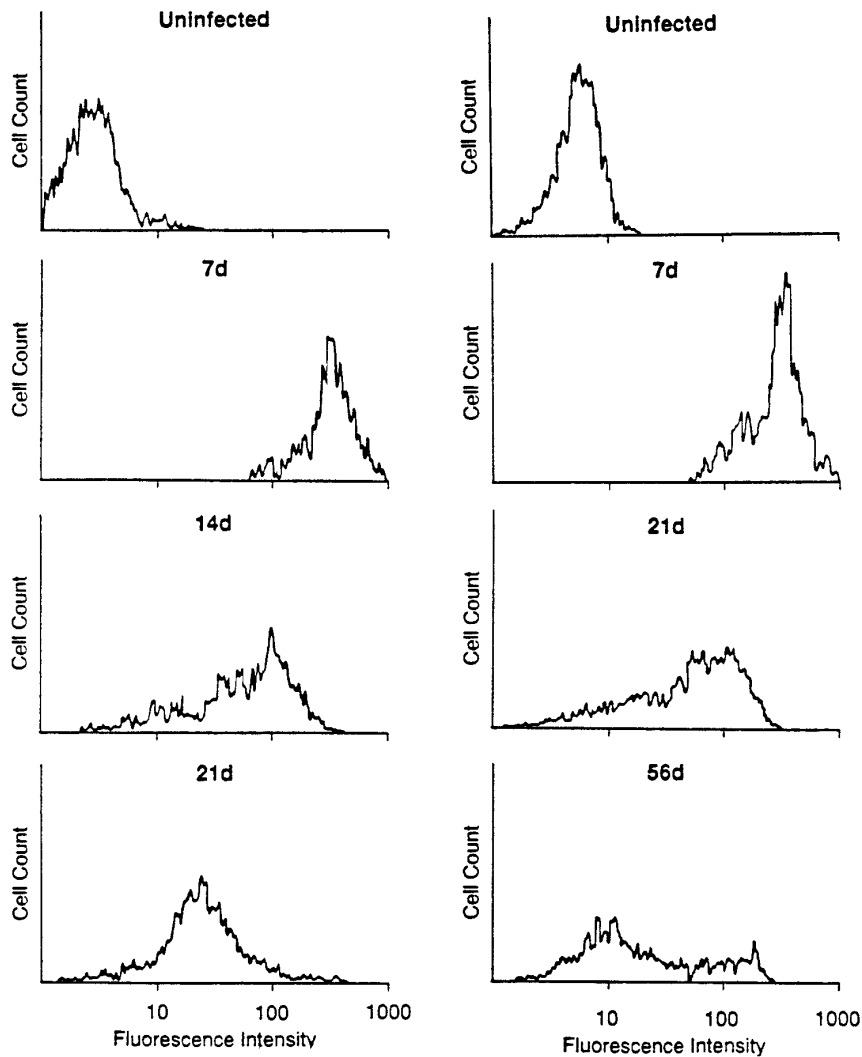 Uninfected
Cell Count
7d
Cell Count
14d
Cell Count
21d
Cell Count
10 100 1000
Fluorescence Intensity
Uninfected
Cell Count
7d
Cell Count
21d
Cell Count
56d
Cell Count
10 100 1000
Fluorescence Intensity